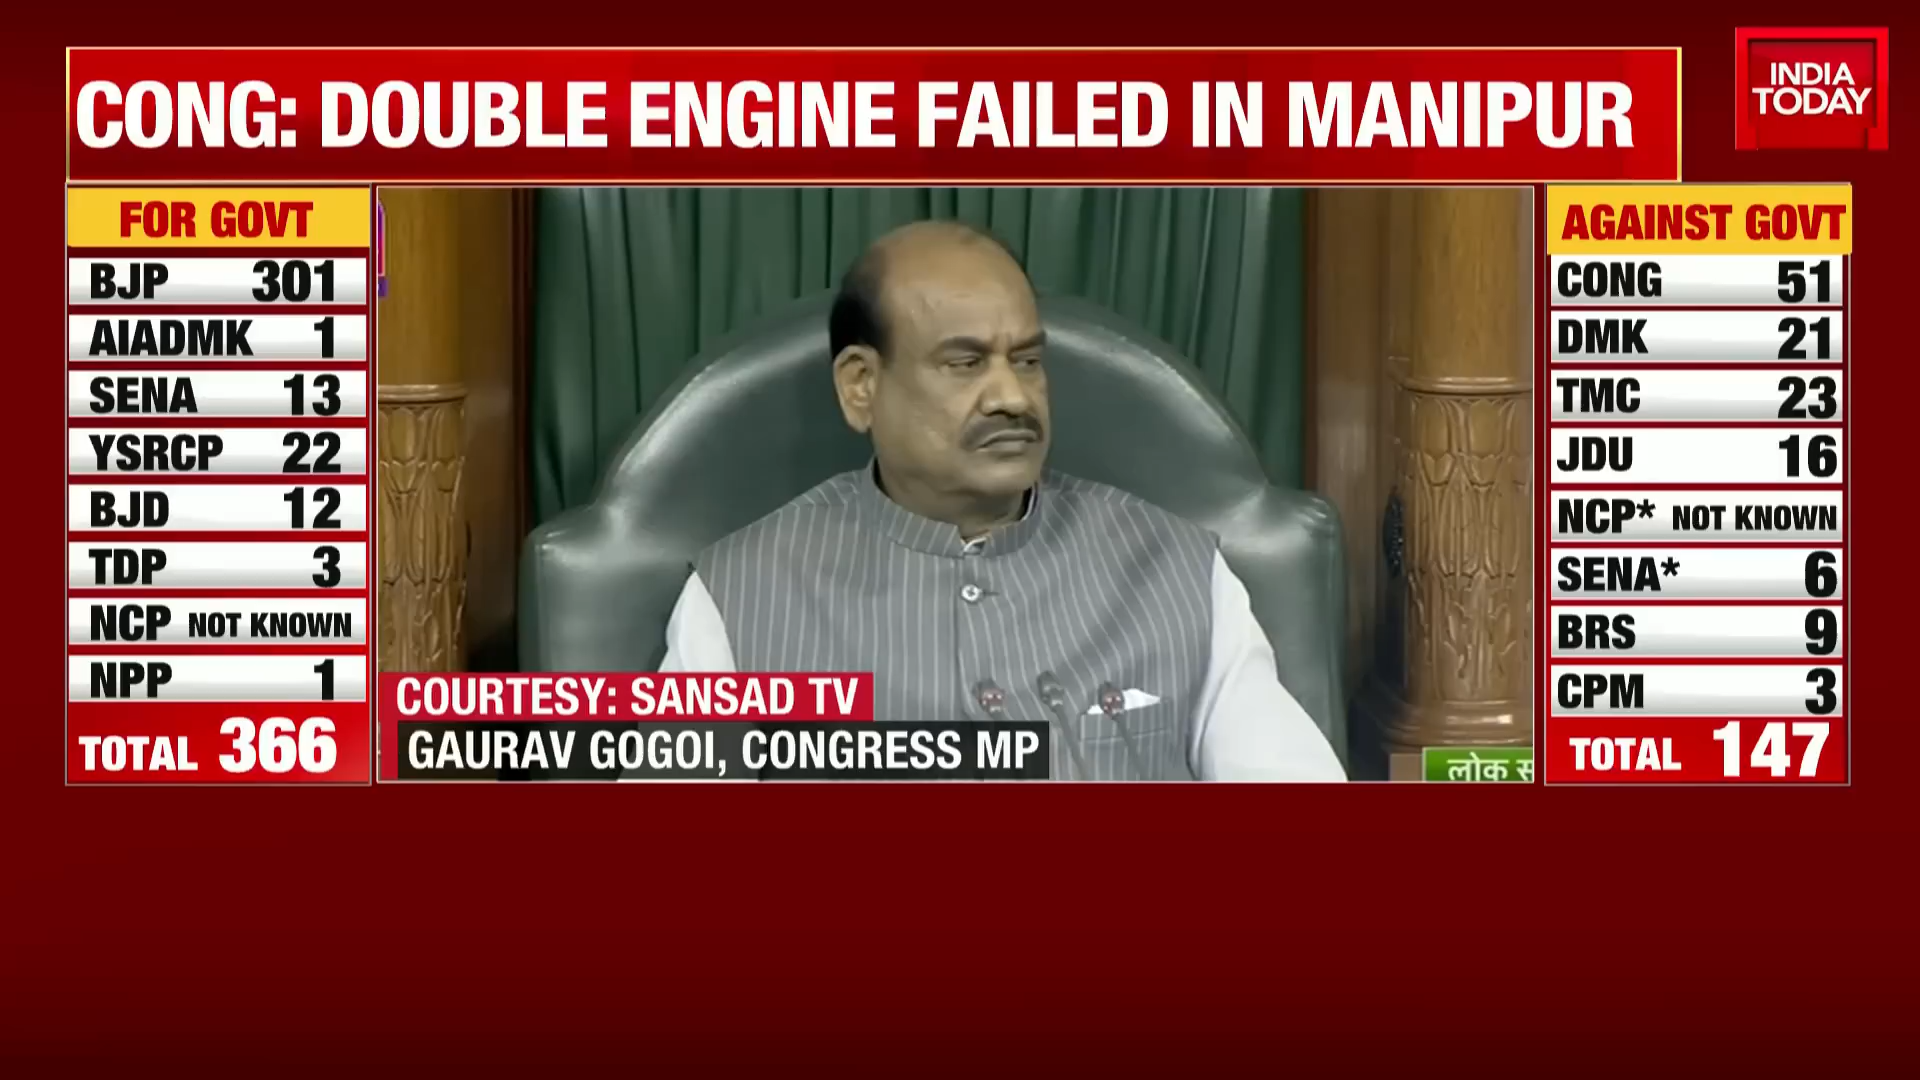 CONG: DOUBLE ENGINE FAILED IN MANIPUR
INDIA
TODAY
FOR GOVT
BJP 301
AIADMK 1
SENA 13
YSRCP 22
BJD 12
TDP 3
NCP NOT KNOWN
NPP 1
TOTAL 366
COURTESY: SANSAD TV
GAURAV GOGOI, CONGRESS MP
लोक स
AGAINST GOVT
CONG 51
DMK 21
TMC 23
JDU 16
NCP* NOT KNOWN
SENA* 6
BRS 9
CPM 3
TOTAL 147